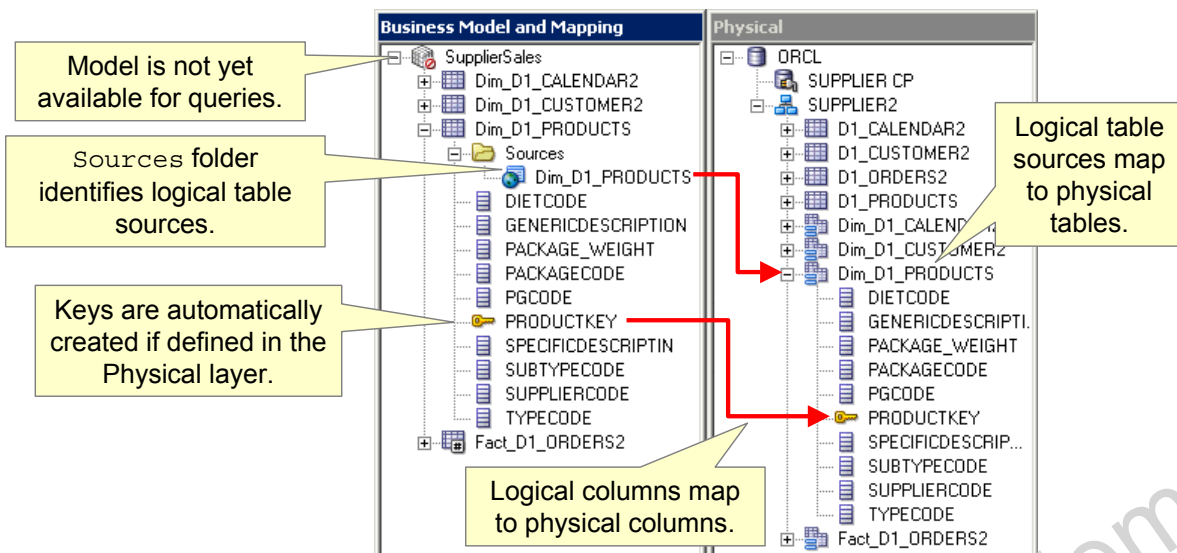 Business Model and Mapping
SupplierSales
Dim_D1_CALENDAR2
Dim_D1_CUSTOMER2
Dim_D1_PRODUCTS
Sources
Dim_D1_PRODUCTS
DIETCODE
GENERICDESCRIPTION
PACKAGE_WEIGHT
PACKAGECODE
PGCODE
PRODUCTKEY
SPECIFICDESCRIPTIN
SUBTYPECODE
SUPPLIERCODE
TYPECODE
Fact_D1_ORDERS2
Physical
ORCL
SUPPLIER CP
SUPPLIER2
D1_CALENDAR2
D1_CUSTOMER2
D1_ORDERS2
D1_PRODUCTS
Dim_D1_CALENDAR2
Dim_D1_CUSTOMER2
Dim_D1_PRODUCTS
DIETCODE
GENERICDESCRIPTI.
PACKAGE_WEIGHT
PACKAGECODE
PGCODE
PRODUCTKEY
SPECIFICDESCRIP...
SUBTYPECODE
SUPPLIERCODE
TYPECODE
Fact_D1_ORDERS2
Model is not yet
available for queries.
Sources folder
identifies logical table
sources.
Keys are automatically
created if defined in the
Physical layer.
Logical columns map
to physical columns.
Logical table
sources map
to physical
tables.
om